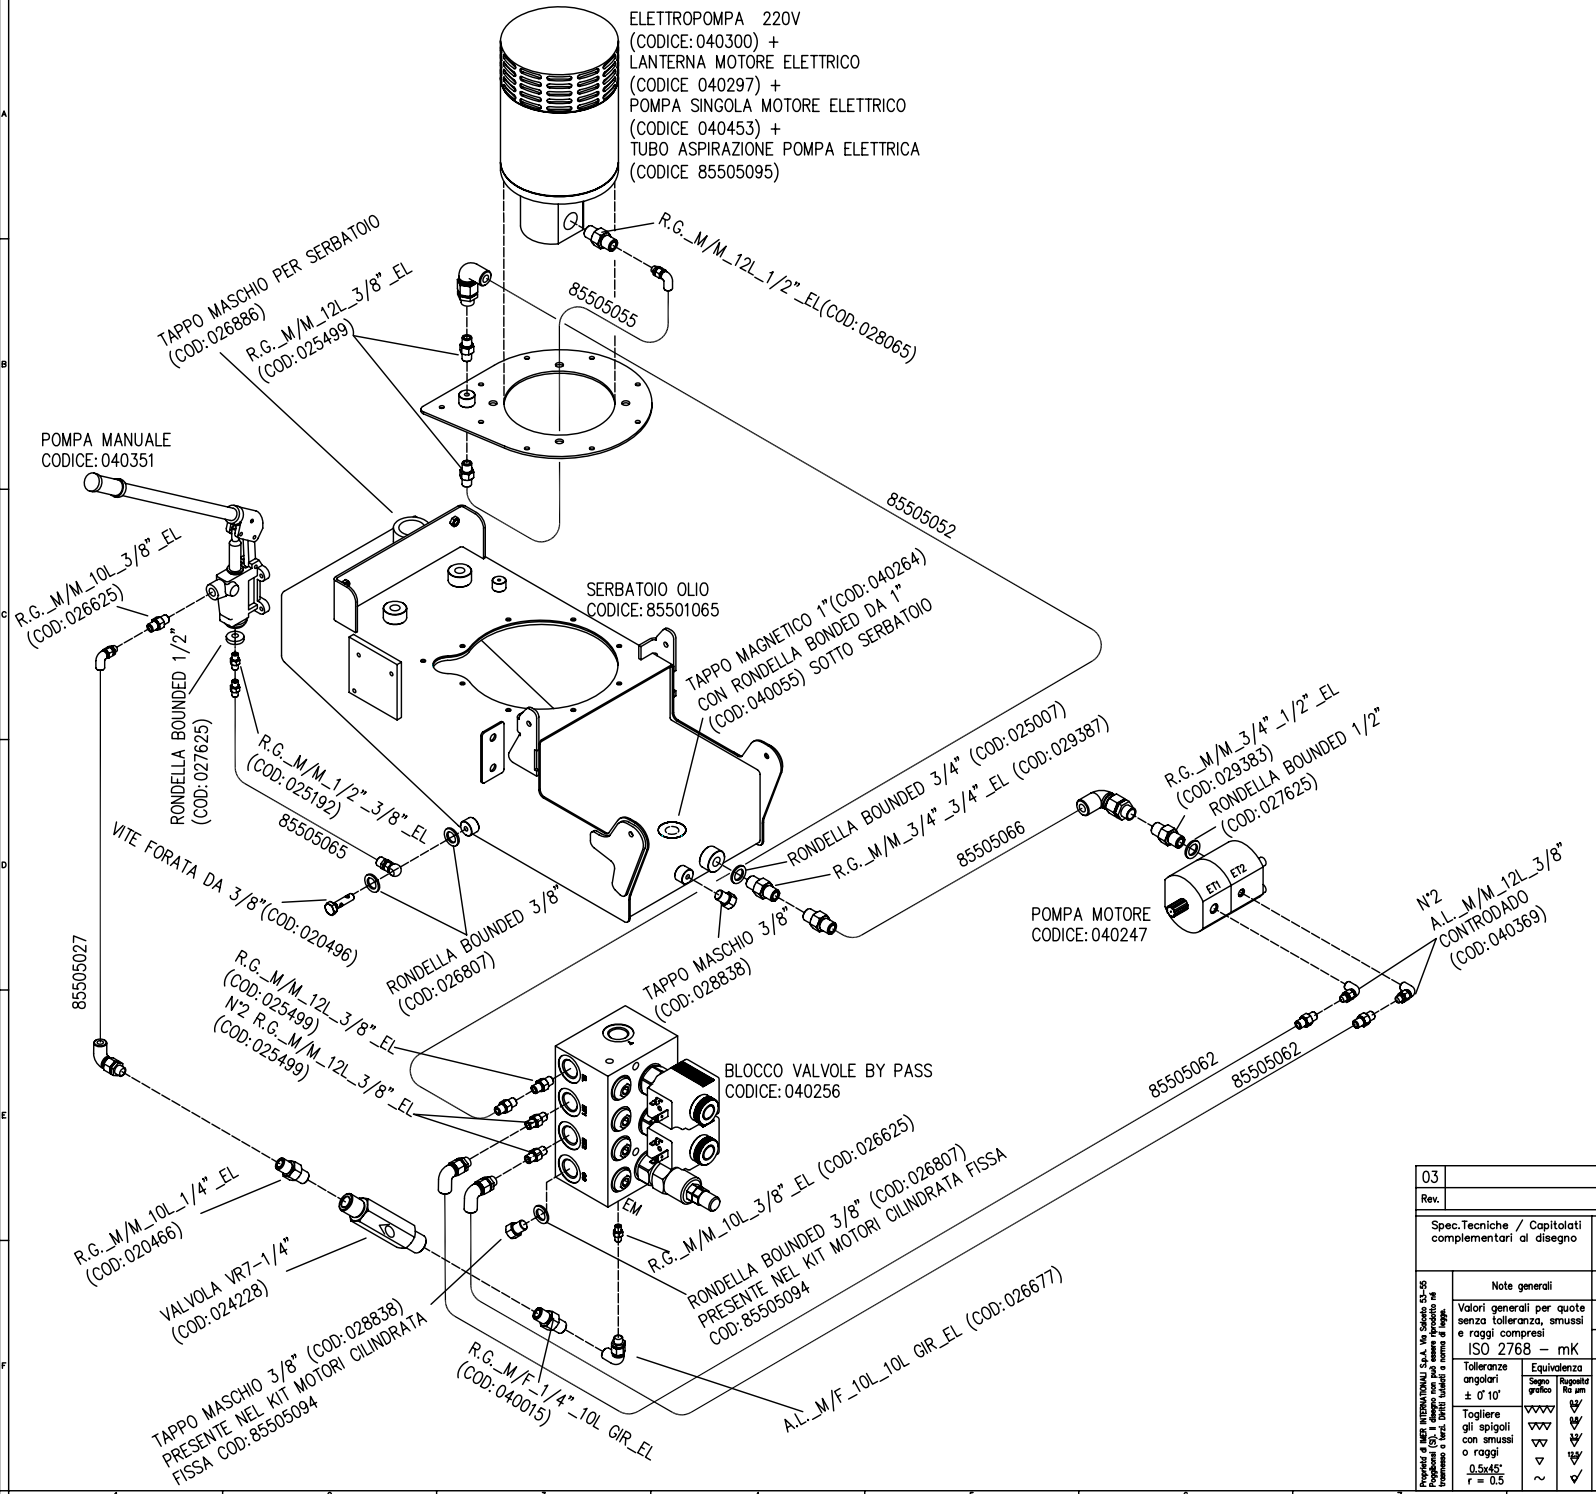 ELETTROPOMPA 220V
(CODICE:040300) +
LANTERNA MOTORE ELETTRICO
(CODICE 040297) +
POMPA SINGOLA MOTORE ELETTRICO
(CODICE 040453) +
TUBO ASPIRAZIONE POMPA ELETTRICA
(CODICE 85505095)
R.G._M/M_12L_1/2"_EL(COD:028065)
TAPPO MASCHIO PER SERBATOIO
(COD:026886)
R.G._M/M_12L_3/8"_EL
(COD:025499)
85505055
POMPA MANUALE
CODICE:040351
85505052
R.G._M/M_10L_3/8"_EL
(COD:026625)
SERBATOIO OLIO
CODICE:85501065
TAPPO MAGNETICO 1"(COD:040264)
CON RONDELLA BONDED DA 1"
(COD:040055) SOTTO SERBATOIO
RONDELLA BOUNDED 1/2"
(COD:027625)
R.G._M/M_1/2"_3/8"_EL
(COD:025192)
85505065
VITE FORATA DA 3/8"(COD:020496)
RONDELLA BOUNDED 3/8"
(COD:026807)
RONDELLA BOUNDED 3/4" (COD:025007)
R.G._M/M_3/4"_3/4"_EL (COD:029387)
85505066
R.G._M/M_3/4"_1/2"_EL
(COD:029383)
RONDELLA BOUNDED 1/2"
(COD:027625)
ET1
ET2
POMPA MOTORE
CODICE:040247
N°2
A.L._M/M_12L_3/8"
CONTRODADO
(COD:040369)
TAPPO MASCHIO 3/8"
(COD:028838)
85505027
R.G._M/M_12L_3/8"_EL
(COD:025499)
N°2 R.G._M/M_12L_3/8"_EL
(COD:025499)
BLOCCO VALVOLE BY PASS
CODICE:040256
85505062
85505062
EM
R.G._M/M_10L_3/8"_EL (COD:026625)
RONDELLA BOUNDED 3/8" (COD:026807)
PRESENTE NEL KIT MOTORI CILINDRATA FISSA
COD:85505094
R.G._M/M_10L_1/4"_EL
(COD:020466)
VALVOLA VR7-1/4"
(COD:024228)
TAPPO MASCHIO 3/8" (COD:028838)
PRESENTE NEL KIT MOTORI CILINDRATA
FISSA COD:85505094
R.G._M/F_1/4"_10L GIR_EL
(COD:040015)
A.L._M/F_10L_10L GIR_EL (COD:026677)
03
Rev.
Spec.Tecniche / Capitolati
complementari al disegno
Note generali
Valori generali per quote
senza tolleranza, smussi
e raggi compresi
ISO 2768 - mK
Tolleranze
angolari
± 0°10'
Equivalenza
Segno
grafico
Rugosità
Ra µm
Togliere
gli spigoli
con smussi
o raggi
0.5x45°
r = 0.5
A
B
C
D
E
F